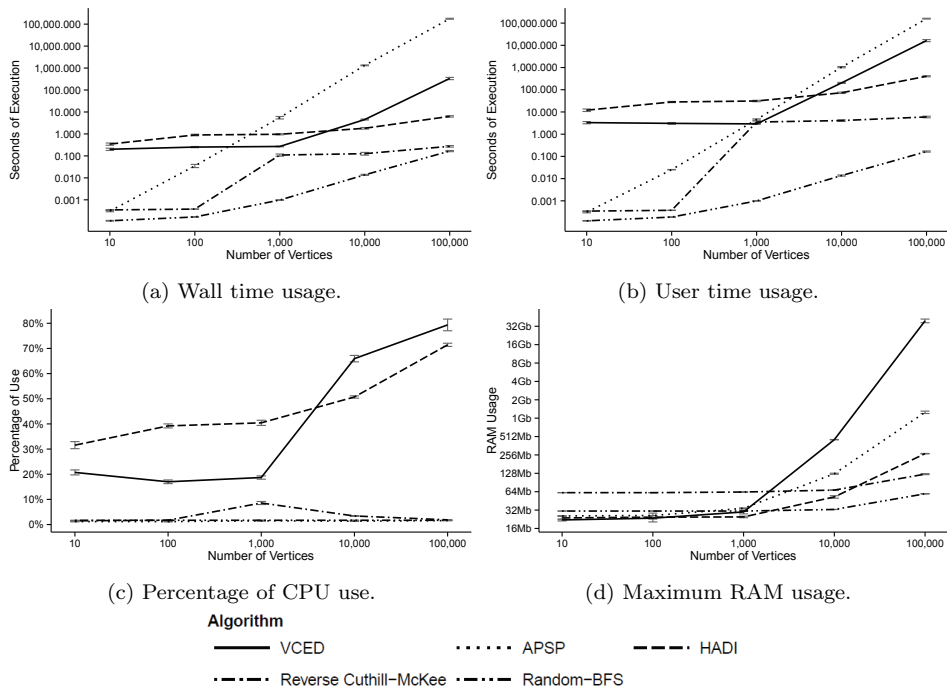 100,000.000
10,000.000
1,000.000
100.000
10.000
1.000
0.100
0.010
0.001
Seconds of Execution
10
100
1,000
10,000
100,000
Number of Vertices
(a) Wall time usage.
100,000.000
10,000.000
1,000.000
100.000
10.000
1.000
0.100
0.010
0.001
Seconds of Execution
10
100
1,000
10,000
100,000
Number of Vertices
(b) User time usage.
80%
70%
60%
50%
40%
30%
20%
10%
0%
Percentage of Use
10
100
1,000
10,000
100,000
Number of Vertices
(c) Percentage of CPU use.
32Gb
16Gb
8Gb
4Gb
2Gb
1Gb
512Mb
256Mb
128Mb
64Mb
32Mb
16Mb
RAM Usage
10
100
1,000
10,000
100,000
Number of Vertices
(d) Maximum RAM usage.
Algorithm
VCED
APSP
HADI
Reverse Cuthill−McKee
Random−BFS